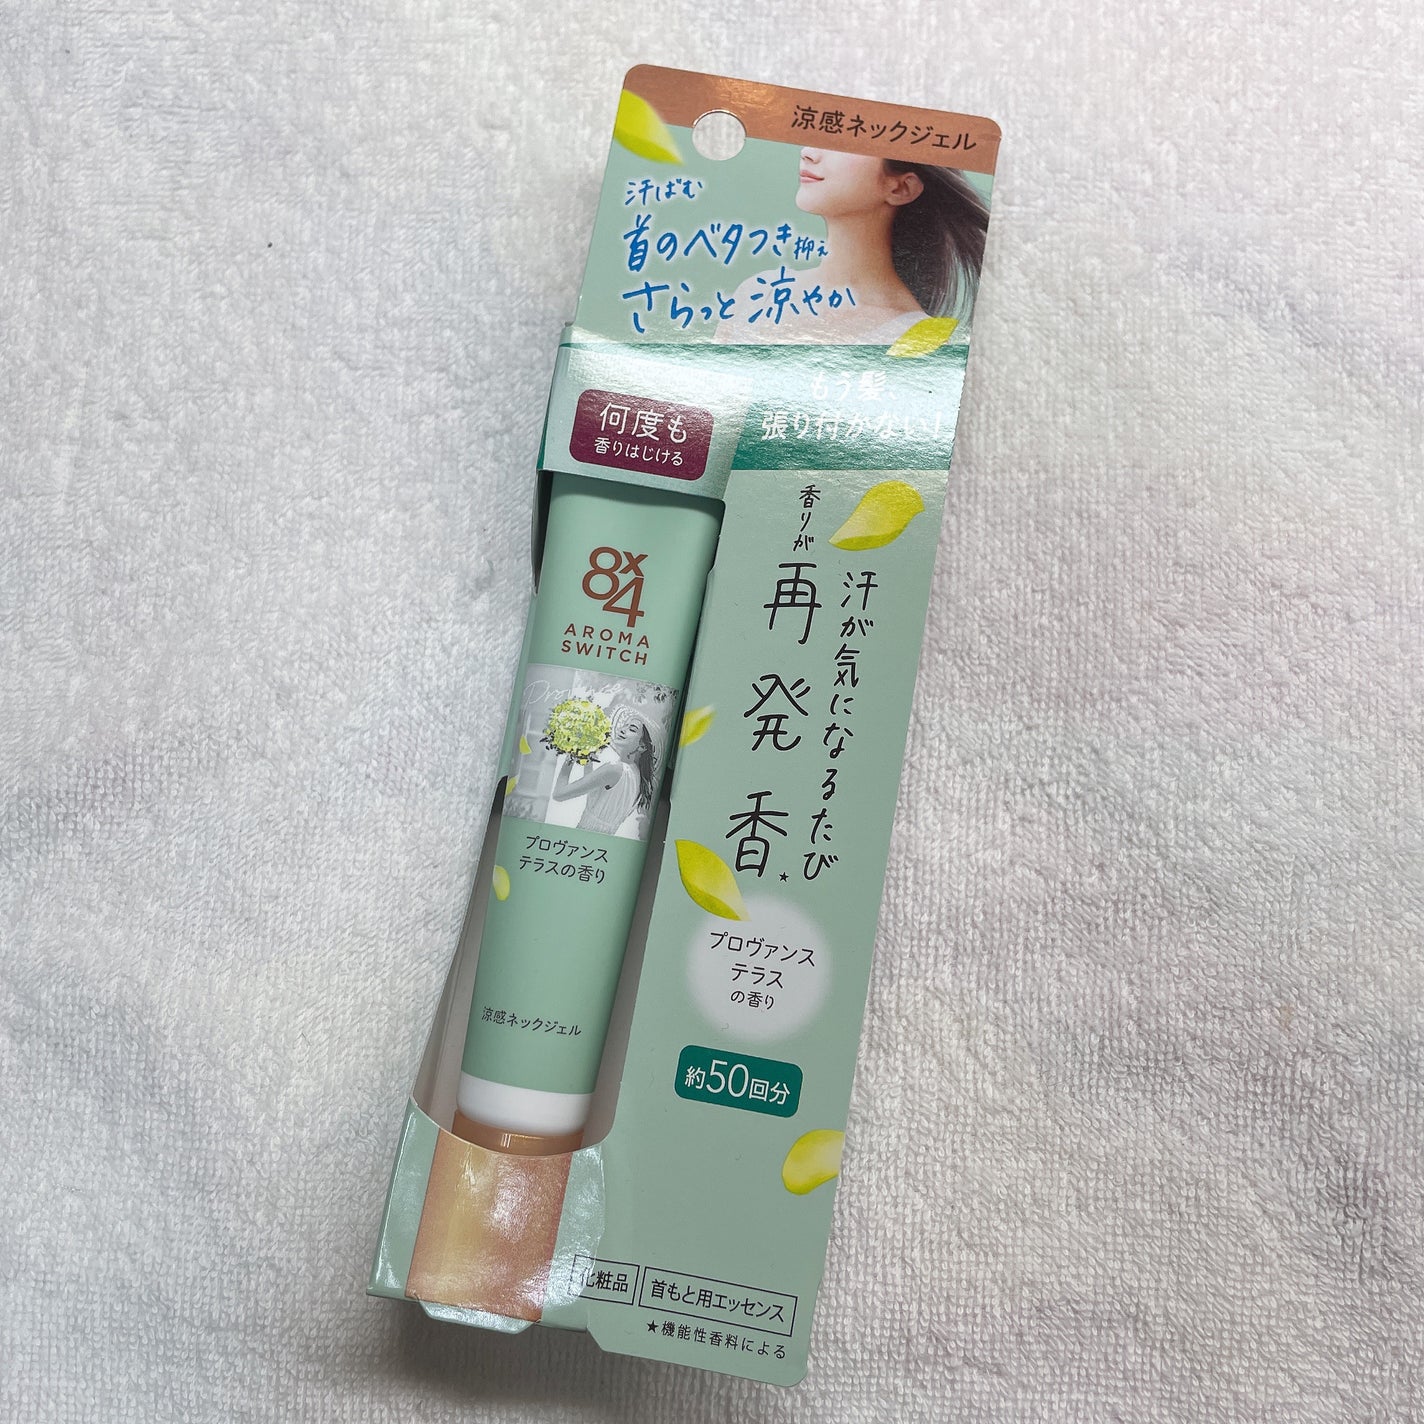 涼感ネックジェル
汗ばむ
首のベタつき抑え
さらっと涼やか
もう髪、
張り付かない!
何度も
香りはじける
汗が気になるたび
香りが
再発香★
8x4
AROMA
SWITCH
プロヴァンス
テラスの香り
涼感ネックジェル
プロヴァンス
テラス
の香り
約50回分
化粧品
首もと用エッセンス
★機能性香料による